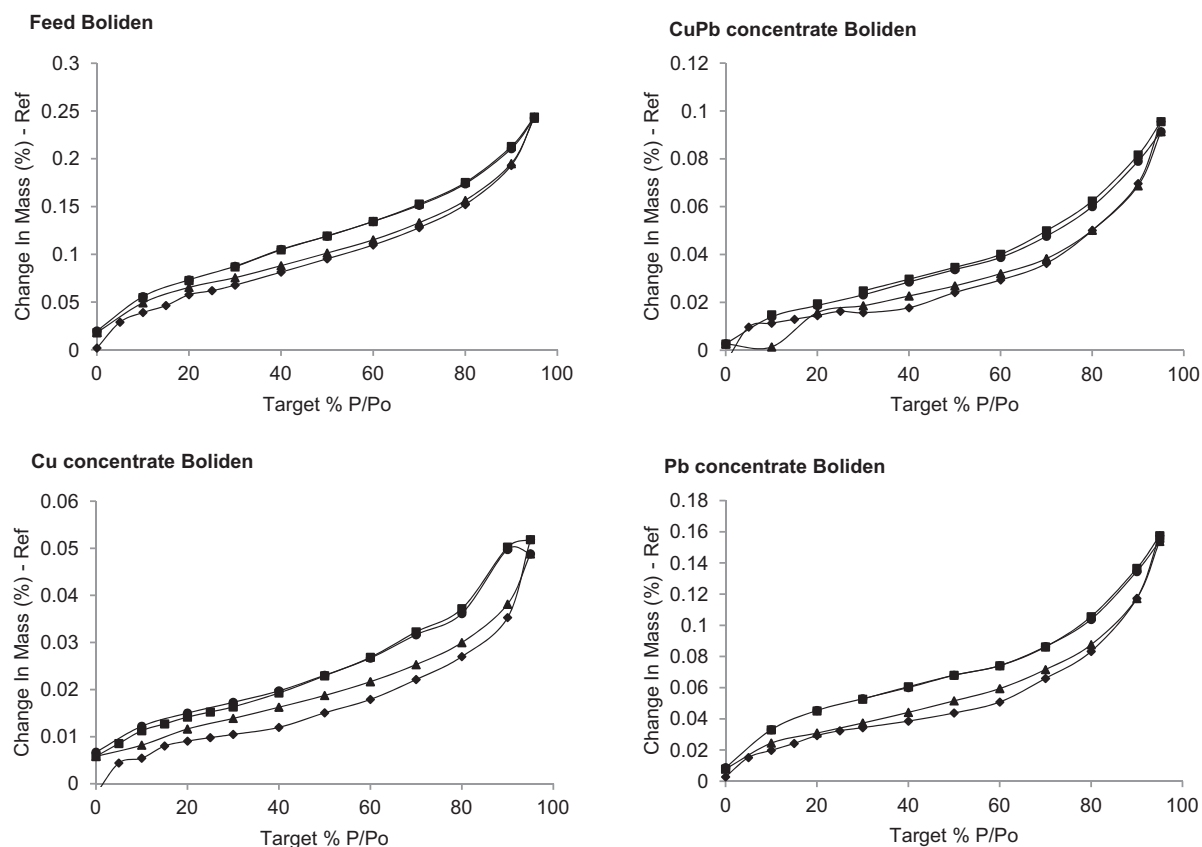 Feed Boliden
Change In Mass (%) - Ref
0.3
0.25
0.2
0.15
0.1
0.05
0
0 20 40 60 80 100
Target % P/Po
CuPb concentrate Boliden
Change In Mass (%) - Ref
0.12
0.1
0.08
0.06
0.04
0.02
0
0 20 40 60 80 100
Target % P/Po
Cu concentrate Boliden
Change In Mass (%) - Ref
0.06
0.05
0.04
0.03
0.02
0.01
0
0 20 40 60 80 100
Target % P/Po
Pb concentrate Boliden
Change In Mass (%) - Ref
0.18
0.16
0.14
0.12
0.1
0.08
0.06
0.04
0.02
0
0 20 40 60 80 100
Target % P/Po